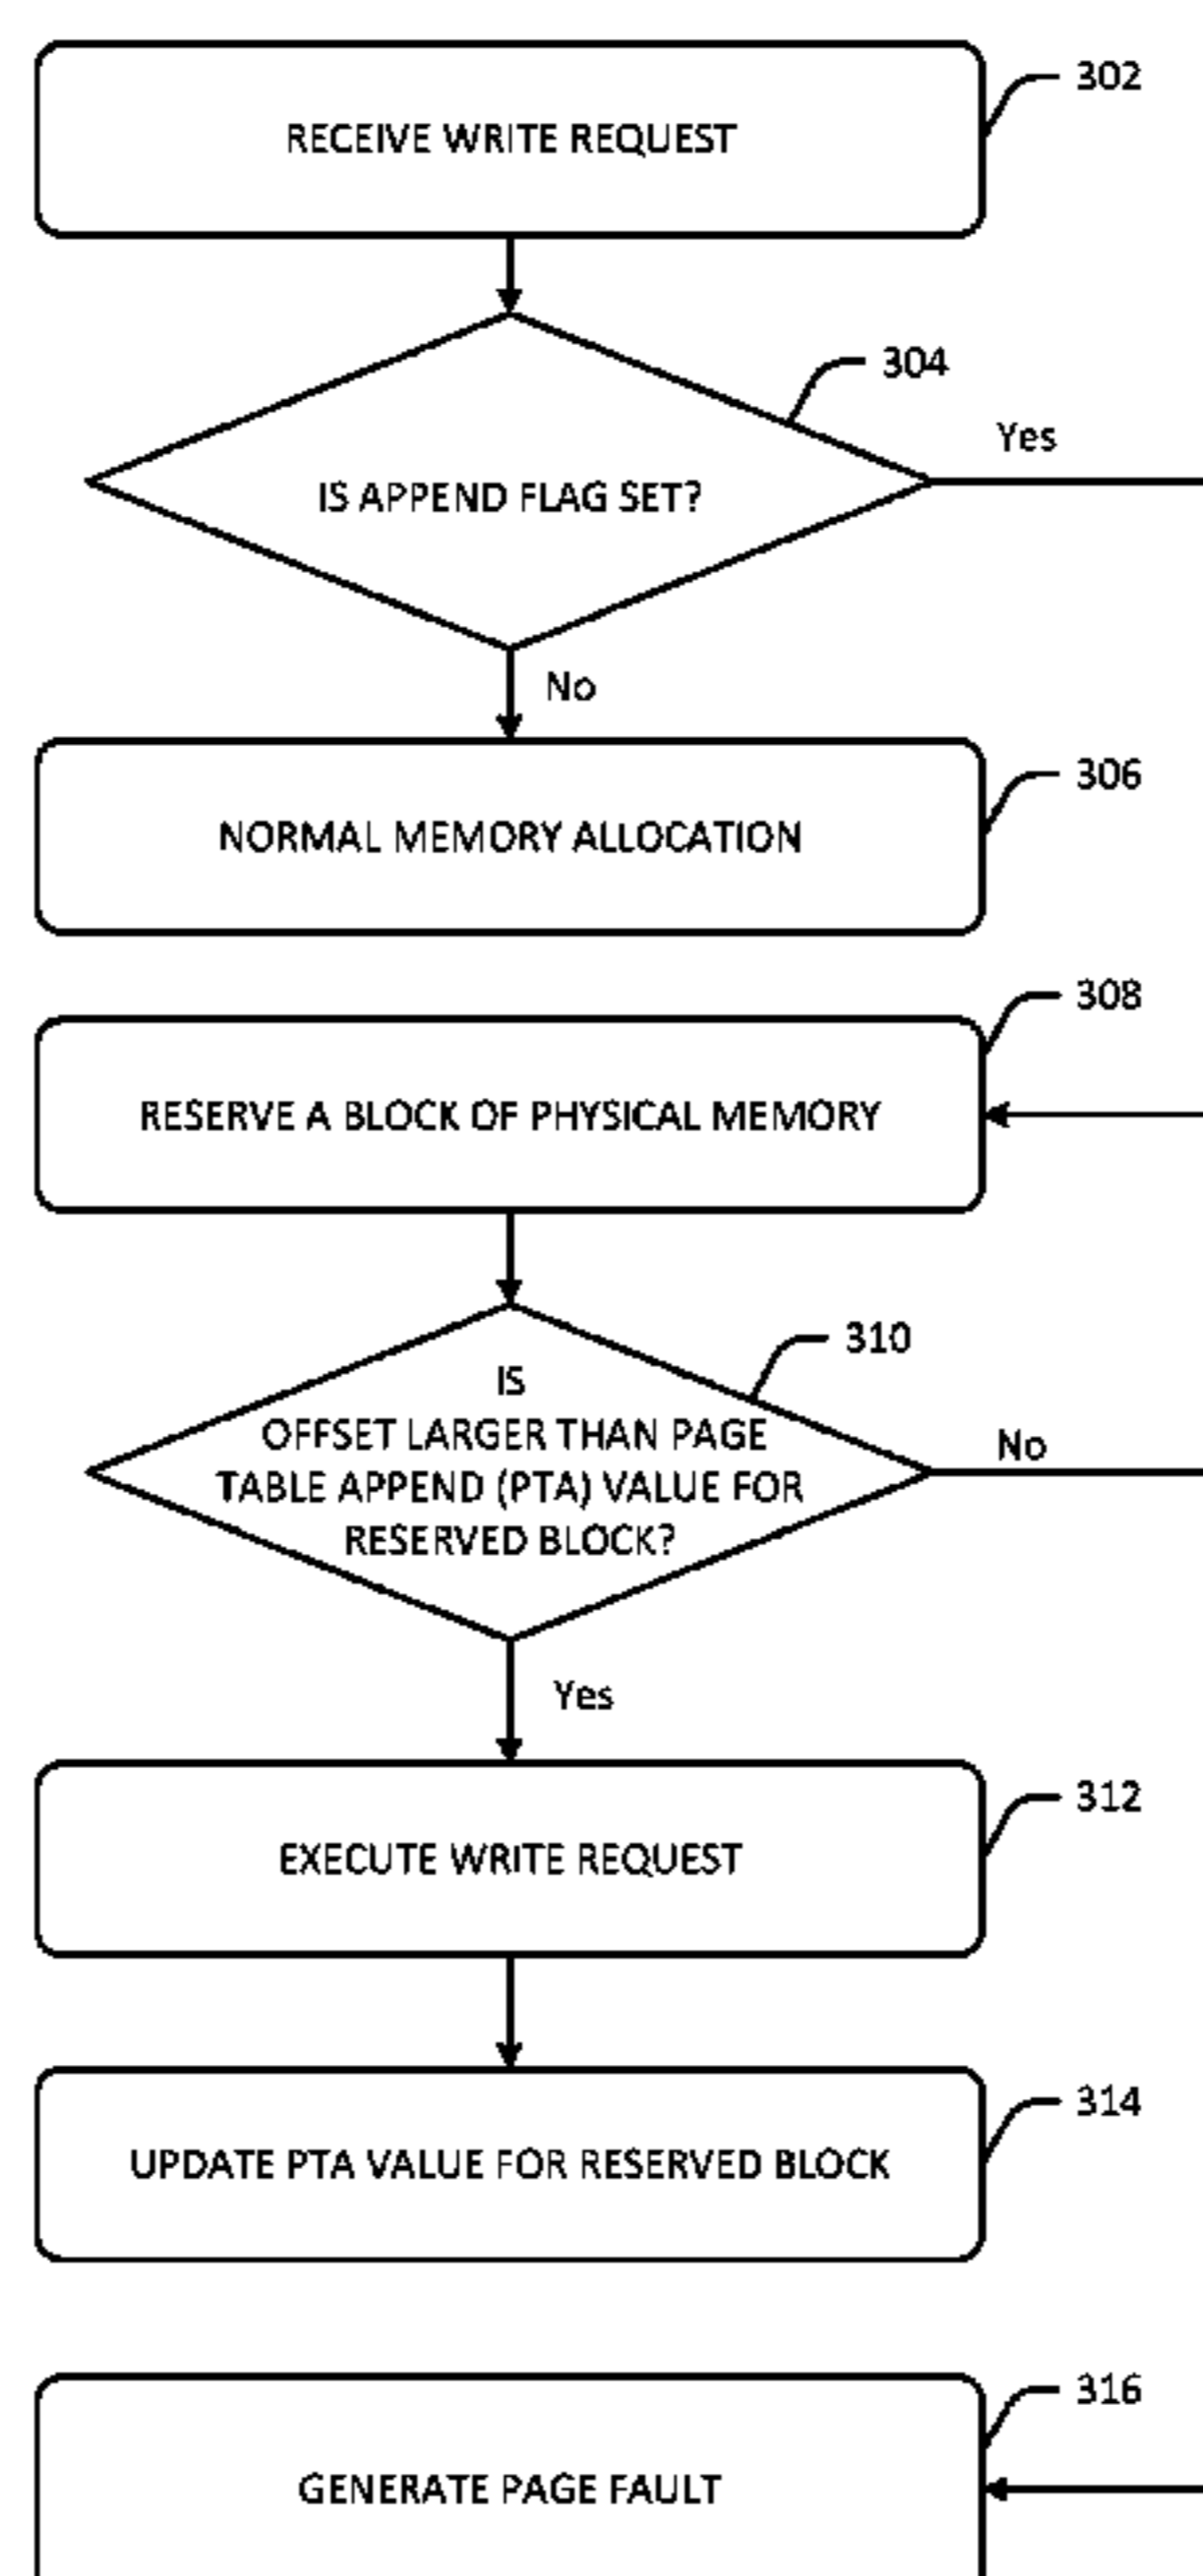 302
RECEIVE WRITE REQUEST
304
Yes
IS APPEND FLAG SET?
No
306
NORMAL MEMORY ALLOCATION
308
RESERVE A BLOCK OF PHYSICAL MEMORY
310
IS
OFFSET LARGER THAN PAGE
No
TABLE APPEND (PTA) VALUE FOR
RESERVED BLOCK?
Yes
312
EXECUTE WRITE REQUEST
314
UPDATE PTA VALUE FOR RESERVED BLOCK
316
GENERATE PAGE FAULT